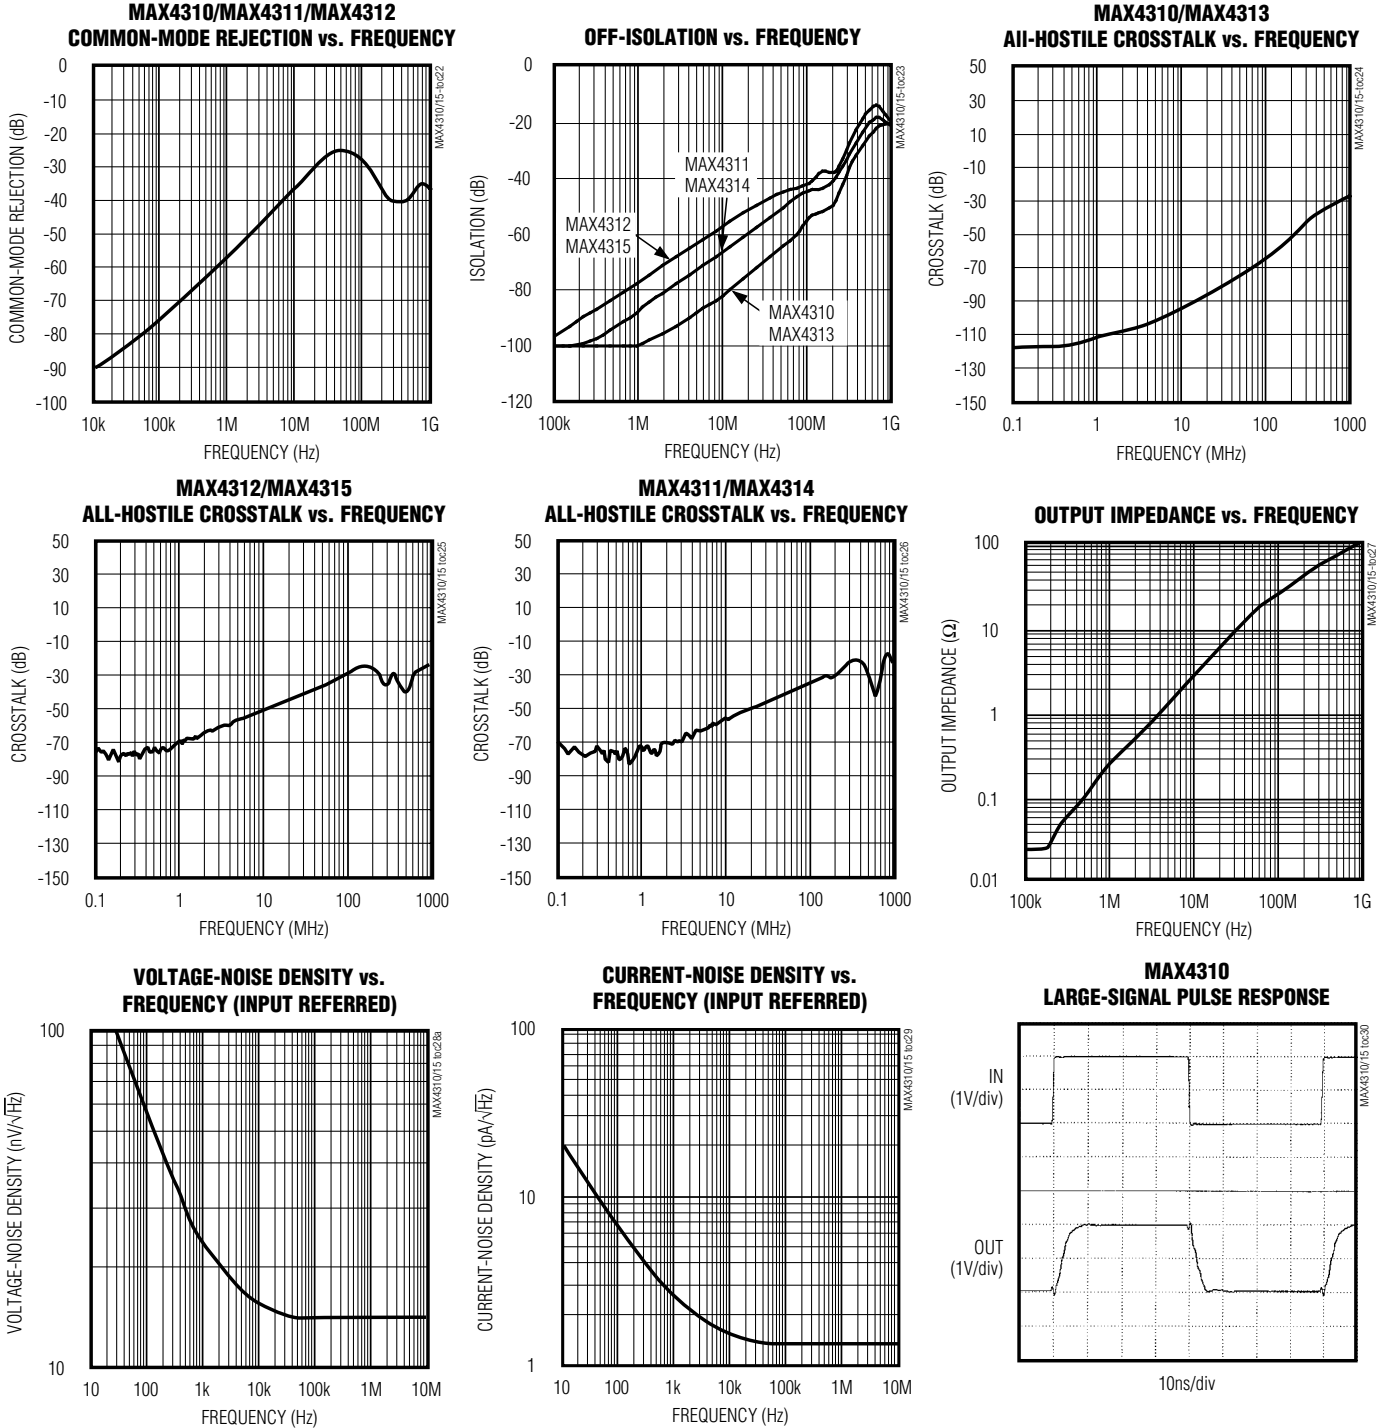 MAX4310/MAX4311/MAX4312
COMMON-MODE REJECTION vs. FREQUENCY
0
-10
-20
-30
-40
-50
-60
-70
-80
-90
-100
COMMON-MODE REJECTION (dB)
10k 100k 1M 10M 100M 1G
FREQUENCY (Hz)
MAX4310/15-toc22
OFF-ISOLATION vs. FREQUENCY
0
-20
-40
-60
-80
-100
-120
ISOLATION (dB)
MAX4311
MAX4314
MAX4312
MAX4315
MAX4310
MAX4313
100k 1M 10M 100M 1G
FREQUENCY (Hz)
MAX4310/15-toc23
MAX4310/MAX4313
All-HOSTILE CROSSTALK vs. FREQUENCY
50
30
10
-10
-30
-50
-70
-90
-110
-130
-150
CROSSTALK (dB)
0.1 1 10 100 1000
FREQUENCY (MHz)
MAX4310/15-toc24
MAX4312/MAX4315
ALL-HOSTILE CROSSTALK vs. FREQUENCY
50
30
10
-10
-30
-50
-70
-90
-110
-130
-150
CROSSTALK (dB)
0.1 1 10 100 1000
FREQUENCY (MHz)
MAX4310/15 toc25
MAX4311/MAX4314
ALL-HOSTILE CROSSTALK vs. FREQUENCY
50
30
10
-10
-30
-50
-70
-90
-110
-130
-150
CROSSTALK (dB)
0.1 1 10 100 1000
FREQUENCY (MHz)
MAX4310/15 toc26
OUTPUT IMPEDANCE vs. FREQUENCY
100
10
1
0.1
0.01
OUTPUT IMPEDANCE (Ω)
100k 1M 10M 100M 1G
FREQUENCY (Hz)
MAX4310/15-toc27
VOLTAGE-NOISE DENSITY vs.
FREQUENCY (INPUT REFERRED)
100
10
VOLTAGE-NOISE DENSITY (nV/√Hz)
10 100 1k 10k 100k 1M 10M
FREQUENCY (Hz)
MAX4310/15 toc28a
CURRENT-NOISE DENSITY vs.
FREQUENCY (INPUT REFERRED)
100
10
1
CURRENT-NOISE DENSITY (pA/√Hz)
10 100 1k 10k 100k 1M 10M
FREQUENCY (Hz)
MAX4310/15 toc29
MAX4310
LARGE-SIGNAL PULSE RESPONSE
IN
(1V/div)
OUT
(1V/div)
10ns/div
MAX4310/15 toc30